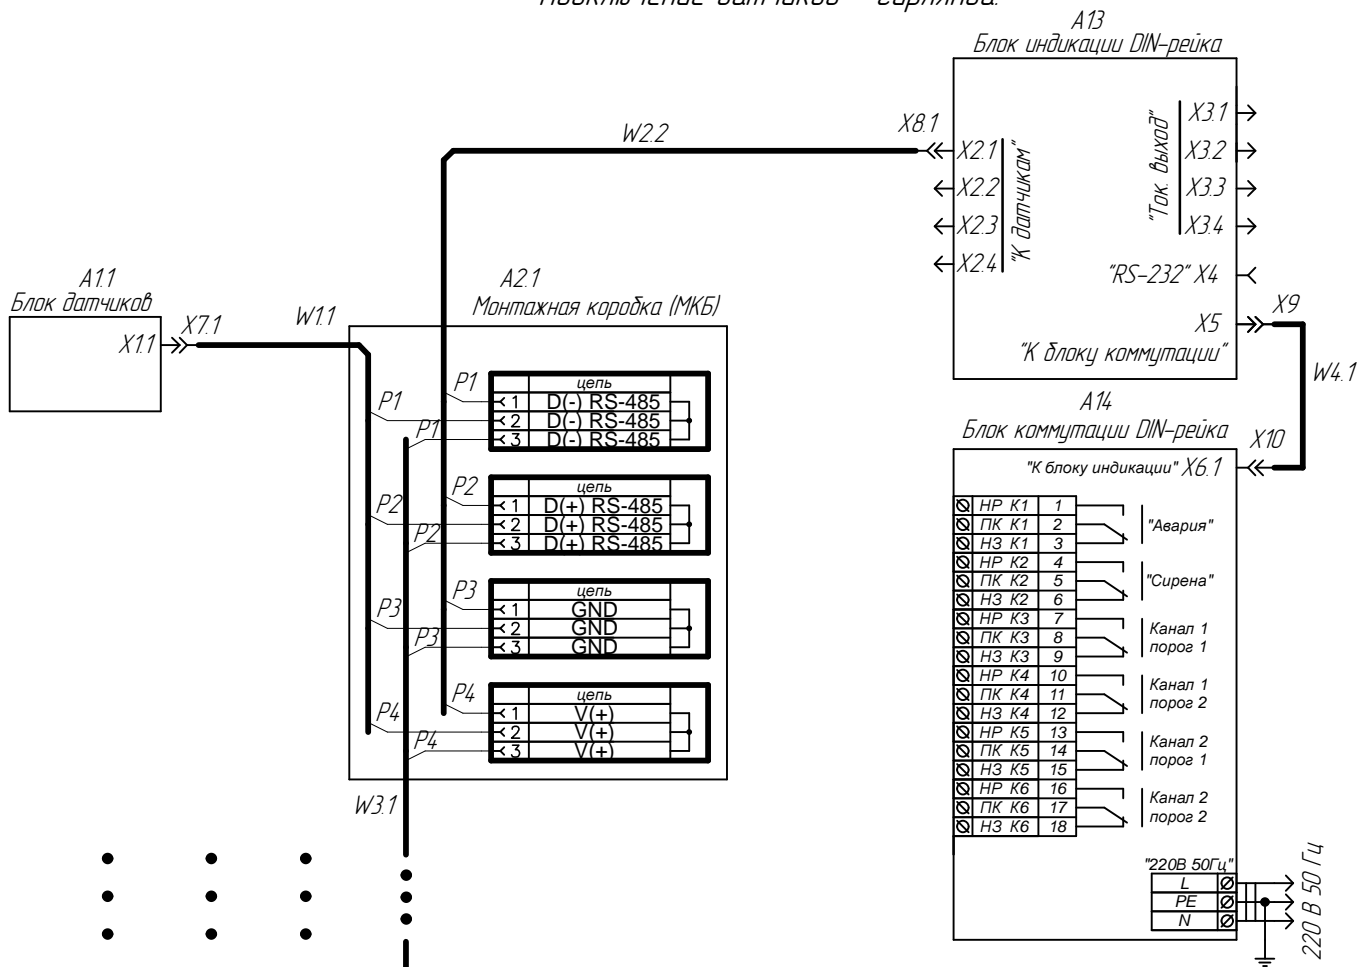 Подключение датчиков - гирлянда.
A13
Блок индикации DIN-рейка
X8.1
W2.2
X2.1
X2.2
X2.3
X2.4
"К датчикам"
"Ток. выход"
X3.1
X3.2
X3.3
X3.4
"RS-232" X4
X5
X9
"К блоку коммутации"
W4.1
A1.1
Блок датчиков
X1.1
X7.1
W1.1
A2.1
Монтажная коробка (МКБ)
P1
P1
P1
цепь
1 D(-) RS-485
2 D(-) RS-485
3 D(-) RS-485
P2
P2
P2
цепь
1 D(+) RS-485
2 D(+) RS-485
3 D(+) RS-485
P3
P3
P3
цепь
1 GND
2 GND
3 GND
P4
P4
P4
цепь
1 V(+)
2 V(+)
3 V(+)
W3.1
A14
Блок коммутации DIN-рейка
X10
"К блоку индикации" X6.1
НР К1 1
ПК К1 2
НЗ К1 3
"Авария"
НР К2 4
ПК К2 5
НЗ К2 6
"Сирена"
НР К3 7
ПК К3 8
НЗ К3 9
Канал 1
порог 1
НР К4 10
ПК К4 11
НЗ К4 12
Канал 1
порог 2
НР К5 13
ПК К5 14
НЗ К5 15
Канал 2
порог 1
НР К6 16
ПК К6 17
НЗ К6 18
Канал 2
порог 2
"220В 50Гц"
L
PE
N
220 В 50 Гц